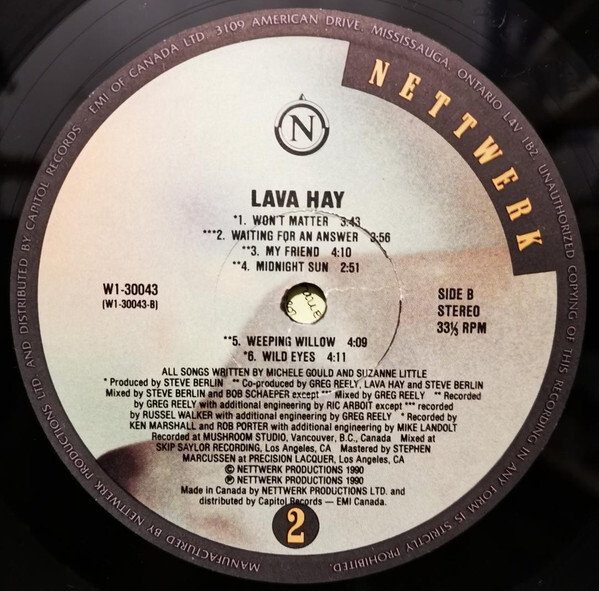 MANUFACTURED BY NETTWERK PRODUCTIONS LTD. AND DISTRIBUTED BY CAPITOL RECORDS - EMI OF CANADA LTD. 3109 AMERICAN DRIVE, MISSISSAUGA, ONTARIO L4V 1B2. UNAUTHORIZED COPYING OF THIS RECORDING IN ANY FORM IS STRICTLY PROHIBITED.
NETTWERK
N
LAVA HAY
*1. WON'T MATTER 3:43
***2. WAITING FOR AN ANSWER 3:56
**3. MY FRIEND 4:10
**4. MIDNIGHT SUN 2:51
W1-30043
(W1-30043-B)
SIDE B
STEREO
33⅓ RPM
**5. WEEPING WILLOW 4:09
*6. WILD EYES 4:11
ALL SONGS WRITTEN BY MICHELE GOULD AND SUZANNE LITTLE
* Produced by STEVE BERLIN ** Co-produced by GREG REELY, LAVA HAY and STEVE BERLIN
Mixed by STEVE BERLIN and BOB SCHAEPER except *** Mixed by GREG REELY ** Recorded
by GREG REELY with additional engineering by RIC ARBOIT except *** recorded
by RUSSEL WALKER with engineering by GREG REELY * Recorded by
KEN MARSHALL and ROB PORTER with additional engineering by MIKE LANDOLT
Recorded at MUSHROOM STUDIO, Vancouver, B.C., Canada Mixed at
SKIP SAYLOR RECORDING, Los Angeles, CA Mastered by STEPHEN
MARCUSSEN at PRECISION LACQUER, Los Angeles, CA
© NETTWERK PRODUCTIONS 1990
℗ NETTWERK PRODUCTIONS 1990
Made in Canada by NETTWERK PRODUCTIONS LTD. and
distributed by Capitol Records — EMI Canada.
2